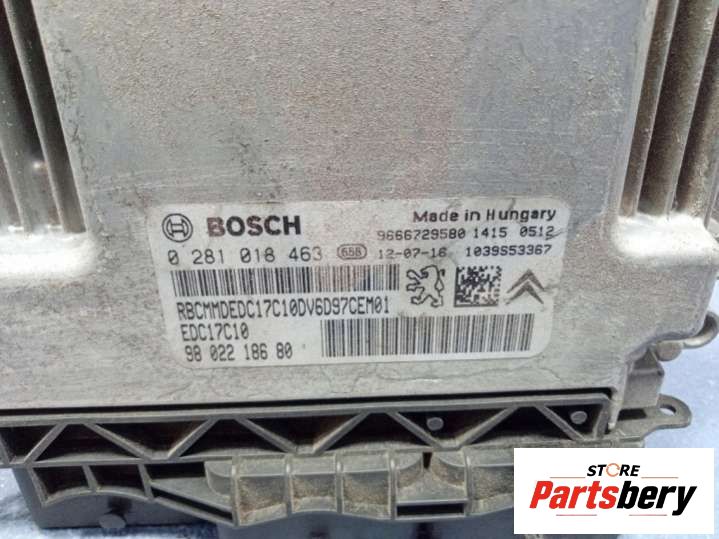 BOSCH
Made in Hungary
9666729580 1415 0512
0 281 018 463 658 12-07-16 1039S53367
RBCMMDEDC17C10DV6D97CEM01
EDC17C10
98 022 186 80
STORE
Partsbery